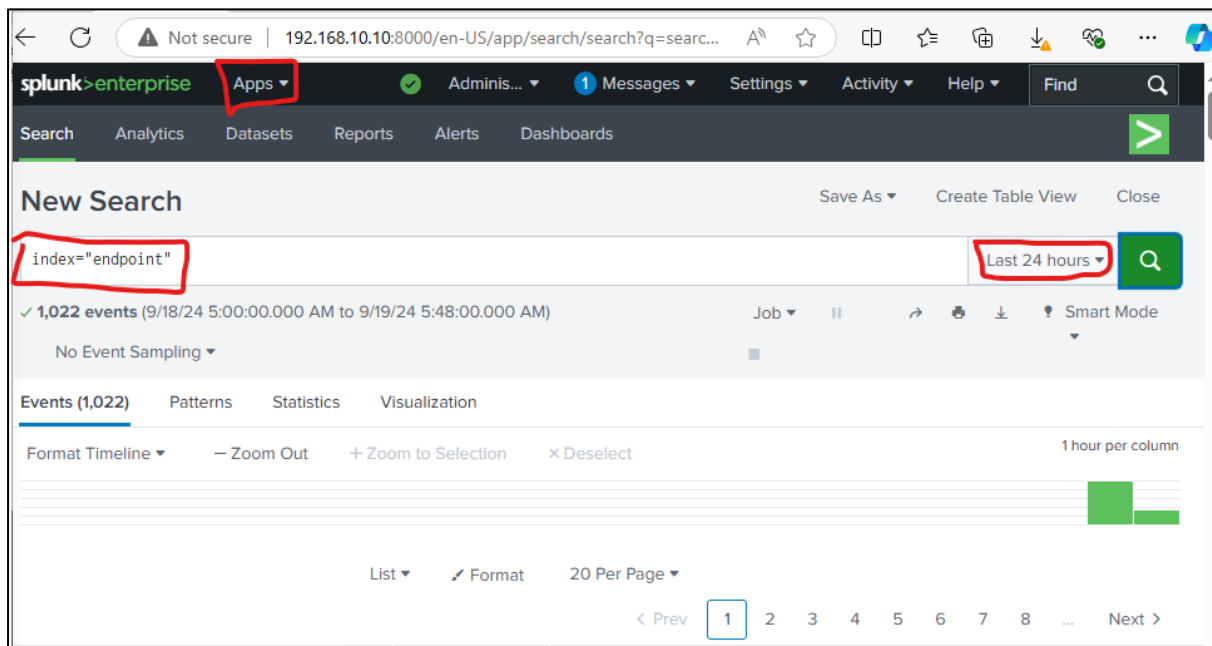 Not secure | 192.168.10.10:8000/en-US/app/search/search?q=searc...
splunk>enterprise Apps Adminis... 1 Messages Settings Activity Help Find
Search Analytics Datasets Reports Alerts Dashboards
New Search Save As Create Table View Close
index="endpoint" Last 24 hours
1,022 events (9/18/24 5:00:00.000 AM to 9/19/24 5:48:00.000 AM) Job Smart Mode
No Event Sampling
Events (1,022) Patterns Statistics Visualization
Format Timeline — Zoom Out + Zoom to Selection × Deselect 1 hour per column
List Format 20 Per Page
< Prev 1 2 3 4 5 6 7 8 ... Next >